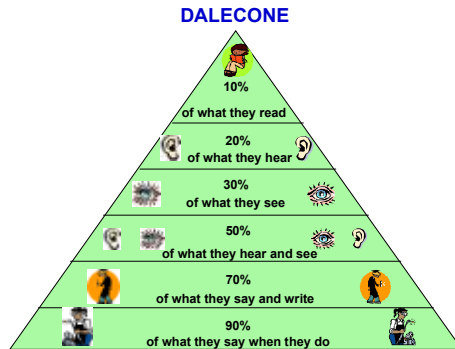 DALECONE
10%
of what they read
20%
of what they hear
30%
of what they see
50%
of what they hear and see
70%
of what they say and write
90%
of what they say when they do